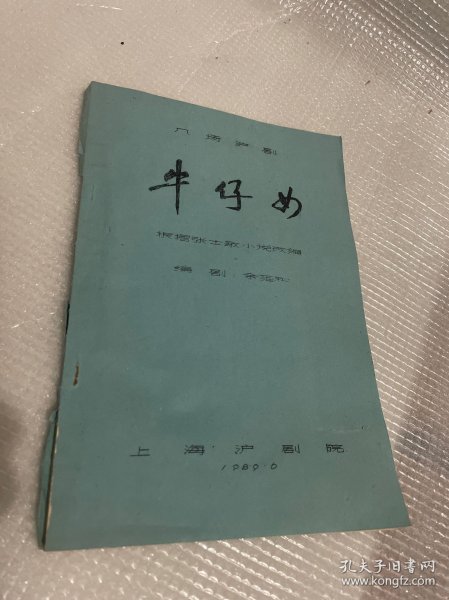 八场沪剧
牛仔女
根据张士敏小说改编
编剧：余雍和
上海沪剧院
1989.6
孔夫子旧书网
www.kongfz.com